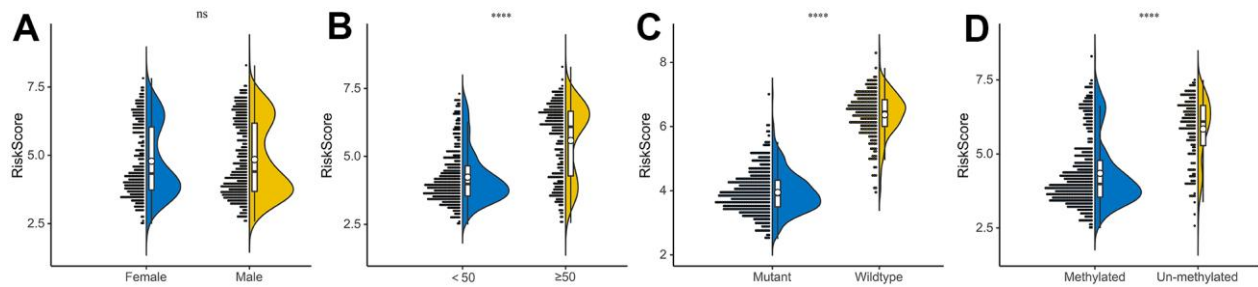 A
ns
RiskScore
7.5
5.0
2.5
Female
Male
B
****
RiskScore
7.5
5.0
2.5
< 50
≥50
C
****
RiskScore
8
6
4
2
Mutant
Wildtype
D
****
RiskScore
7.5
5.0
2.5
Methylated
Un-methylated